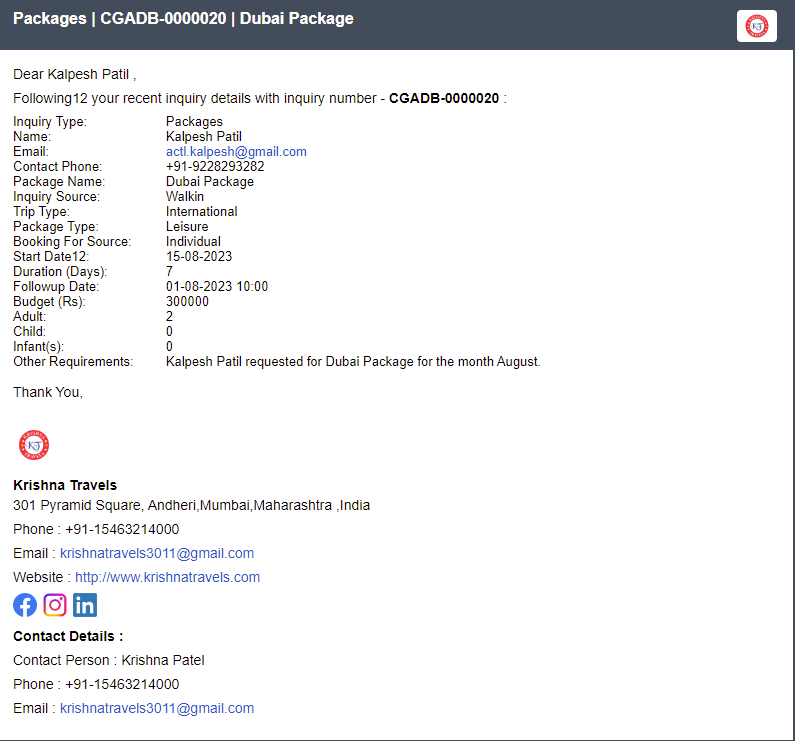 Packages | CGADB-0000020 | Dubai Package
KT
Dear Kalpesh Patil ,
Following12 your recent inquiry details with inquiry number - CGADB-0000020 :
Inquiry Type: Packages
Name: Kalpesh Patil
Email: actl.kalpesh@gmail.com
Contact Phone: +91-9228293282
Package Name: Dubai Package
Inquiry Source: Walkin
Trip Type: International
Package Type: Leisure
Booking For Source: Individual
Start Date12: 15-08-2023
Duration (Days): 7
Followup Date: 01-08-2023 10:00
Budget (Rs): 300000
Adult: 2
Child: 0
Infant(s): 0
Other Requirements: Kalpesh Patil requested for Dubai Package for the month August.
Thank You,
KRISHNA
KT
TRAVELS
Krishna Travels
301 Pyramid Square, Andheri,Mumbai,Maharashtra ,India
Phone : +91-15463214000
Email : krishnatravels3011@gmail.com
Website : http://www.krishnatravels.com
in
Contact Details :
Contact Person : Krishna Patel
Phone : +91-15463214000
Email : krishnatravels3011@gmail.com